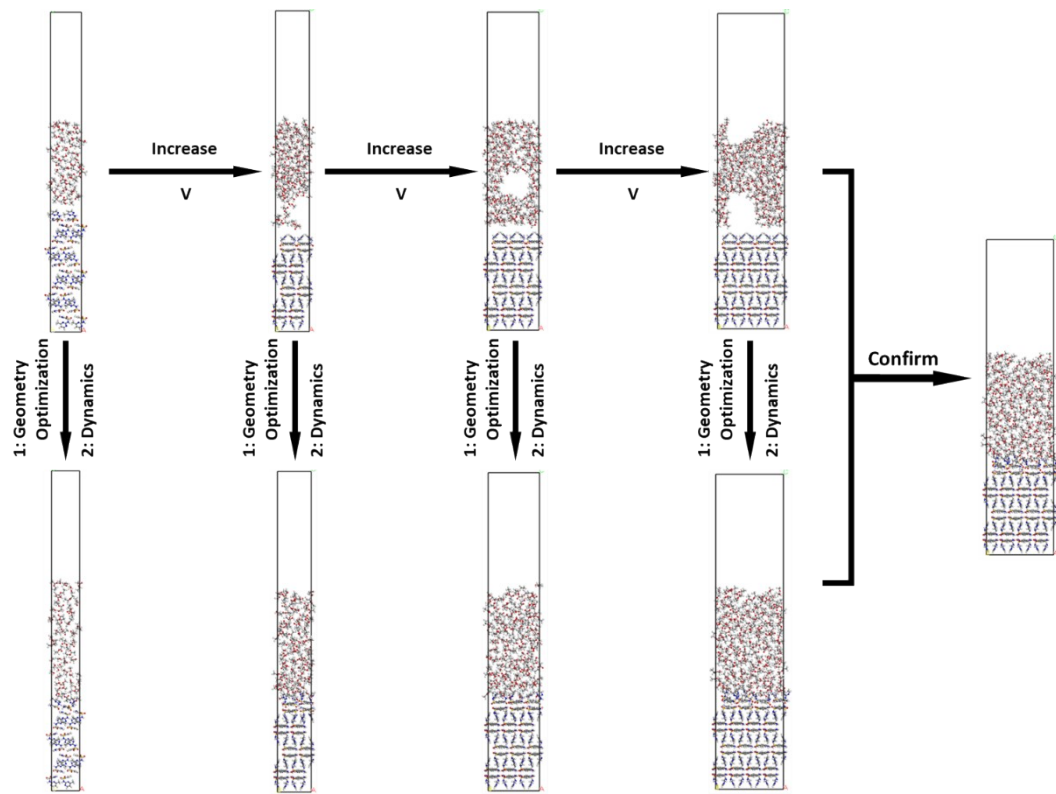 Increase
V
Increase
V
Increase
V
1: Geometry
Optimization
2: Dynamics
1: Geometry
Optimization
2: Dynamics
1: Geometry
Optimization
2: Dynamics
1: Geometry
Optimization
2: Dynamics
Confirm